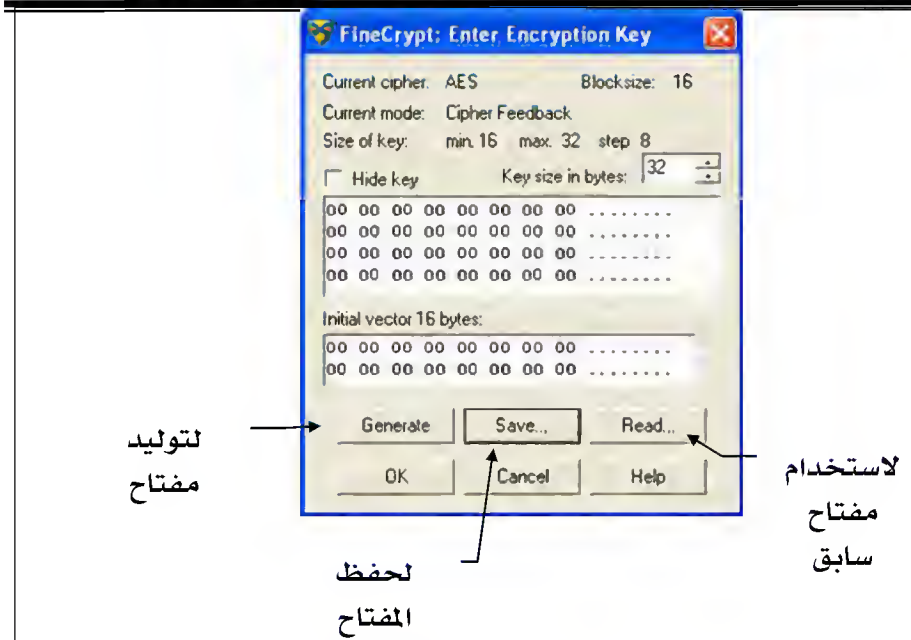 FineCrypt: Enter Encryption Key
Current cipher: AES Blocksize: 16
Current mode: Cipher Feedback
Size of key: min. 16 max. 32 step 8
Hide key Key size in bytes: 32
00 00 00 00 00 00 00 00 ........
00 00 00 00 00 00 00 00 ........
00 00 00 00 00 00 00 00 ........
00 00 00 00 00 00 00 00 ........
Initial vector 16 bytes:
00 00 00 00 00 00 00 00 ........
00 00 00 00 00 00 00 00 ........
Generate Save... Read...
OK Cancel Help
لتوليد
مفتاح
لحفظ
المفتاح
لاستخدام
مفتاح
سابق